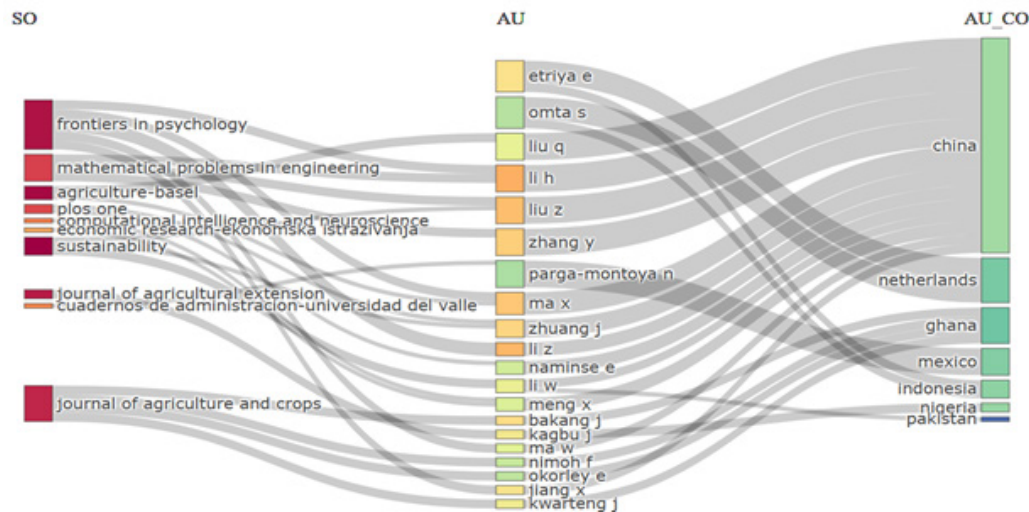 SO
AU
AU_CO
frontiers in psychology
mathematical problems in engineering
agriculture-basel
plos one
computational intelligence and neuroscience
economic research-ekonomska istrazivanja
sustainability
journal of agricultural extension
cuadernos de administracion-universidad del valle
journal of agriculture and crops
etriya e
omta s
liu q
li h
liu z
zhang y
parga-montoya n
ma x
zhuang j
li z
naminse e
li w
meng x
bakang j
kagbu j
ma w
nimoh f
okorley e
jiang x
kwarteng j
china
netherlands
ghana
mexico
indonesia
nigeria
pakistan